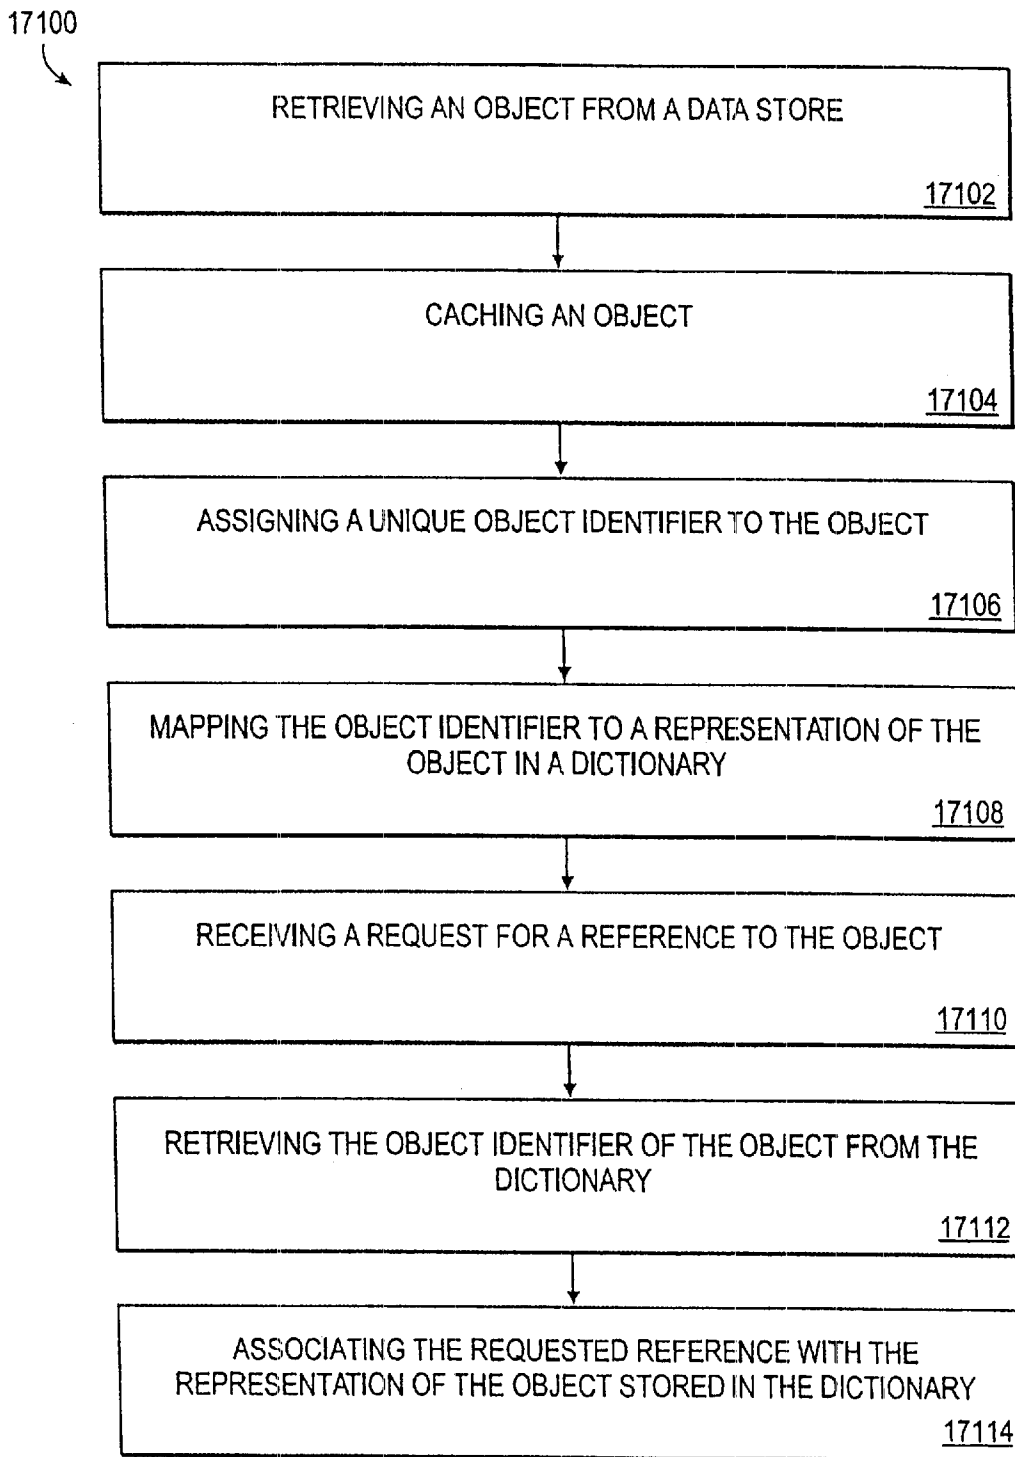 17100
RETRIEVING AN OBJECT FROM A DATA STORE
17102
CACHING AN OBJECT
17104
ASSIGNING A UNIQUE OBJECT IDENTIFIER TO THE OBJECT
17106
MAPPING THE OBJECT IDENTIFIER TO A REPRESENTATION OF THE
OBJECT IN A DICTIONARY
17108
RECEIVING A REQUEST FOR A REFERENCE TO THE OBJECT
17110
RETRIEVING THE OBJECT IDENTIFIER OF THE OBJECT FROM THE
DICTIONARY
17112
ASSOCIATING THE REQUESTED REFERENCE WITH THE
REPRESENTATION OF THE OBJECT STORED IN THE DICTIONARY
17114